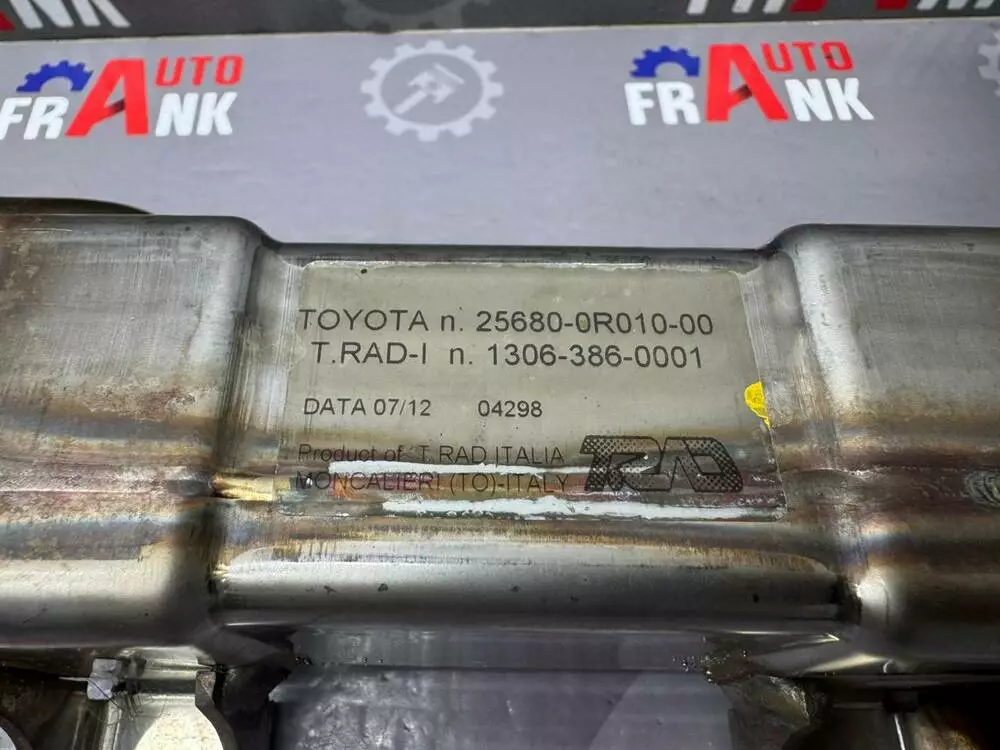 AUTO
FRANK
AUTO
FRANK
TOYOTA n. 25680-0R010-00
T.RAD-I n. 1306-386-0001
DATA 07/12 04298
Product of T.RAD ITALIA
MONCALIERI (TO)-ITALY
TRAD